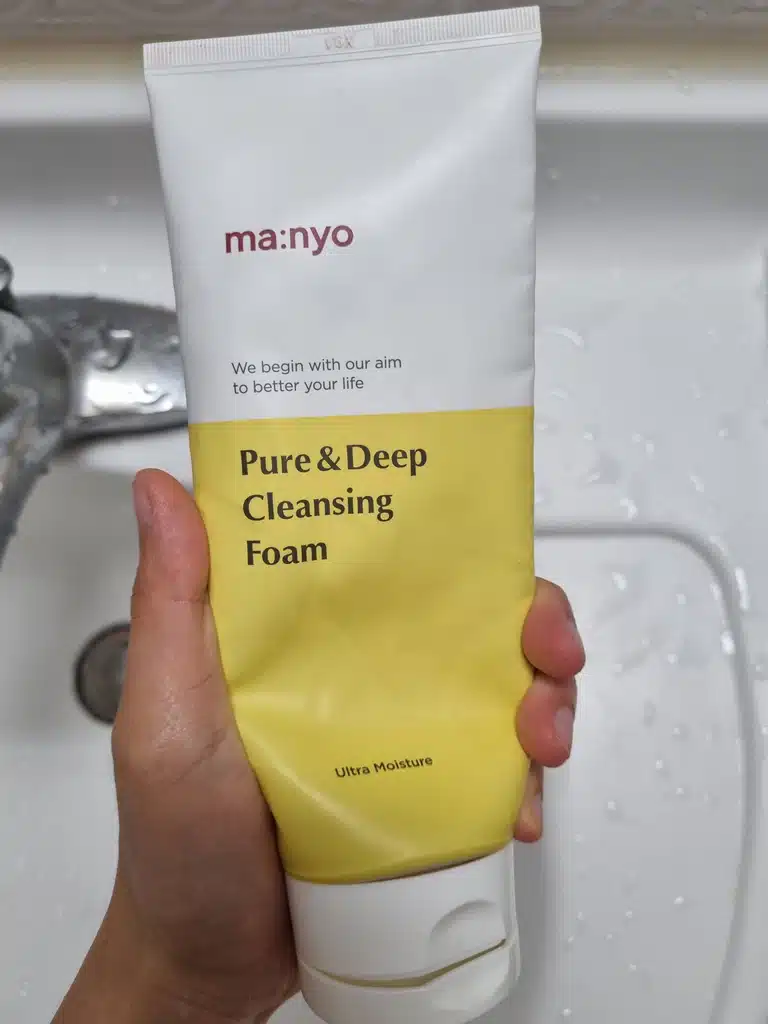 ma:nyo
We begin with our aim
to better your life
Pure & Deep
Cleansing
Foam
Ultra Moisture